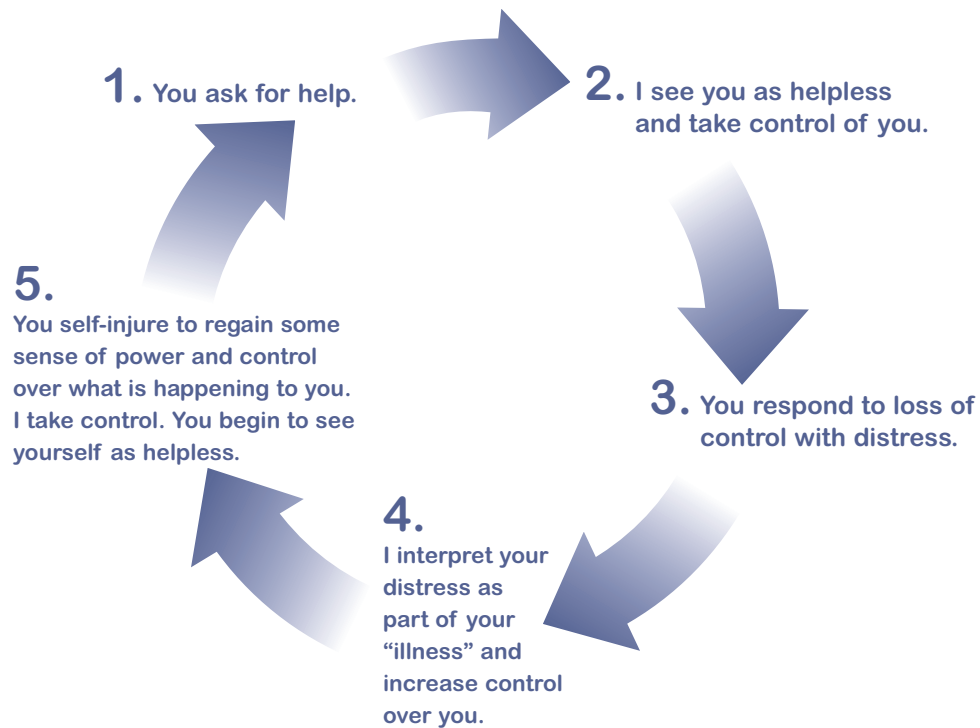 1. You ask for help.
2. I see you as helpless
and take control of you.
3. You respond to loss of
control with distress.
4.
I interpret your
distress as
part of your
“illness” and
increase control
over you.
5.
You self-injure to regain some
sense of power and control
over what is happening to you.
I take control. You begin to see
yourself as helpless.